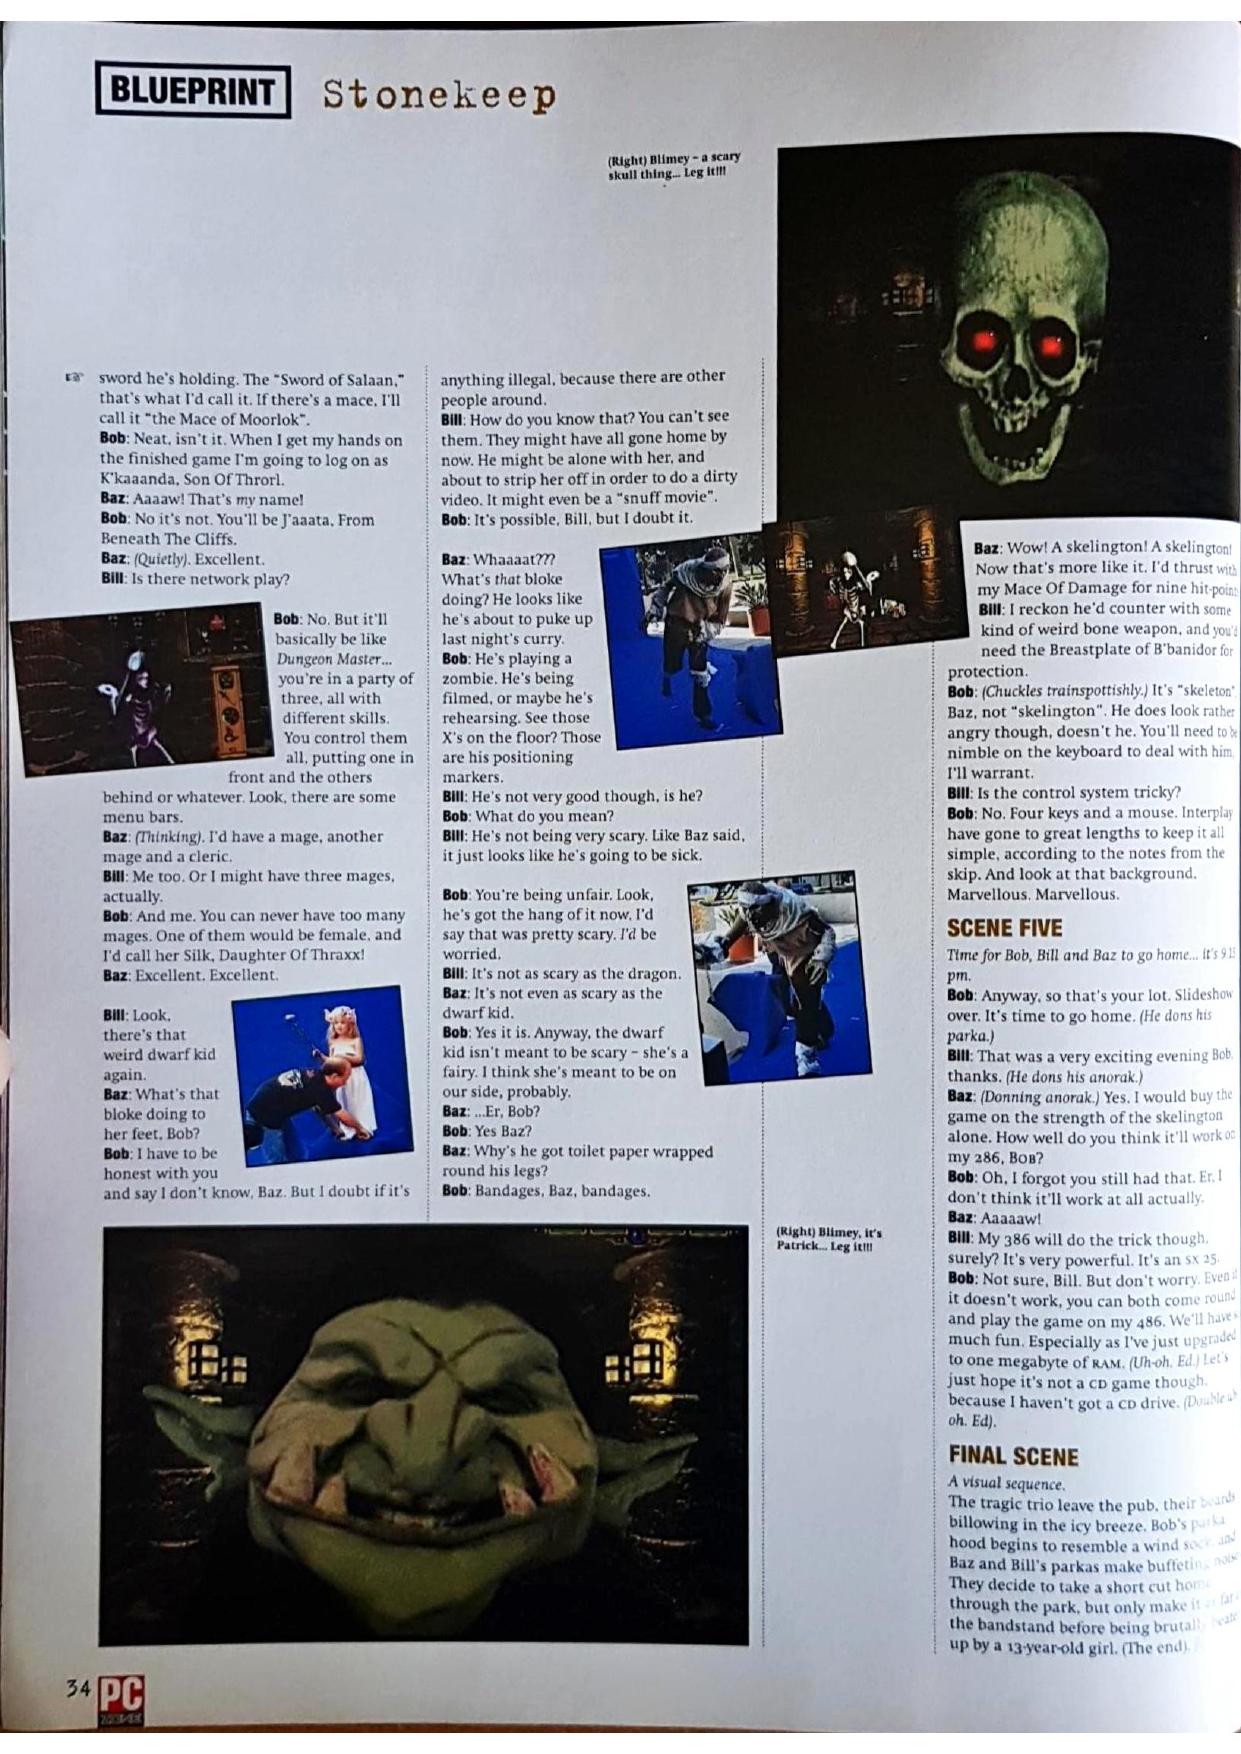 BLUEPRINT Stonekeep
(Right) Blimey – a scary
skull thing... Leg it!!!
☞ sword he's holding. The "Sword of Salaan,"
that's what I'd call it. If there's a mace, I'll
call it "the Mace of Moorlok".
Bob: Neat, isn't it. When I get my hands on
the finished game I'm going to log on as
K'kaaanda, Son Of Throrl.
Baz: Aaaaw! That's my name!
Bob: No it's not. You'll be J'aaata, From
Beneath The Cliffs.
Baz: (Quietly). Excellent.
Bill: Is there network play?
Bob: No. But it'll
basically be like
Dungeon Master...
you're in a party of
three, all with
different skills.
You control them
all, putting one in
front and the others
behind or whatever. Look, there are some
menu bars.
Baz: (Thinking). I'd have a mage, another
mage and a cleric.
Bill: Me too. Or I might have three mages,
actually.
Bob: And me. You can never have too many
mages. One of them would be female, and
I'd call her Silk, Daughter Of Thraxx!
Baz: Excellent. Excellent.
Bill: Look,
there's that
weird dwarf kid
again.
Baz: What's that
bloke doing to
her feet, Bob?
Bob: I have to be
honest with you
and say I don't know, Baz. But I doubt if it's
anything illegal, because there are other
people around.
Bill: How do you know that? You can't see
them. They might have all gone home by
now. He might be alone with her, and
about to strip her off in order to do a dirty
video. It might even be a "snuff movie".
Bob: It's possible, Bill, but I doubt it.
Baz: Whaaaat???
What's that bloke
doing? He looks like
he's about to puke up
last night's curry.
Bob: He's playing a
zombie. He's being
filmed, or maybe he's
rehearsing. See those
X's on the floor? Those
are his positioning
markers.
Bill: He's not very good though, is he?
Bob: What do you mean?
Bill: He's not being very scary. Like Baz said,
it just looks like he's going to be sick.
Bob: You're being unfair. Look,
he's got the hang of it now, I'd
say that was pretty scary. I'd be
worried.
Bill: It's not as scary as the dragon.
Baz: It's not even as scary as the
dwarf kid.
Bob: Yes it is. Anyway, the dwarf
kid isn't meant to be scary – she's a
fairy. I think she's meant to be on
our side, probably.
Baz: ...Er, Bob?
Bob: Yes Baz?
Baz: Why's he got toilet paper wrapped
round his legs?
Bob: Bandages, Baz, bandages.
(Right) Blimey, it's
Patrick... Leg it!!!
Baz: Wow! A skelington! A skelington!
Now that's more like it. I'd thrust with
my Mace Of Damage for nine hit-points
Bill: I reckon he'd counter with some
kind of weird bone weapon, and you'd
need the Breastplate of B'banidor for
protection.
Bob: (Chuckles trainspottishly.) It's "skeleton",
Baz, not "skelington". He does look rather
angry though, doesn't he. You'll need to be
nimble on the keyboard to deal with him,
I'll warrant.
Bill: Is the control system tricky?
Bob: No. Four keys and a mouse. Interplay
have gone to great lengths to keep it all
simple, according to the notes from the
skip. And look at that background.
Marvellous. Marvellous.
SCENE FIVE
Time for Bob, Bill and Baz to go home... it's 9.15
pm.
Bob: Anyway, so that's your lot. Slideshow
over. It's time to go home. (He dons his
parka.)
Bill: That was a very exciting evening Bob,
thanks. (He dons his anorak.)
Baz: (Donning anorak.) Yes. I would buy the
game on the strength of the skelington
alone. How well do you think it'll work on
my 286, BOB?
Bob: Oh, I forgot you still had that. Er, I
don't think it'll work at all actually.
Baz: Aaaaaw!
Bill: My 386 will do the trick though,
surely? It's very powerful. It's an SX 25.
Bob: Not sure, Bill. But don't worry. Even if
it doesn't work, you can both come round
and play the game on my 486. We'll have
much fun. Especially as I've just upgraded
to one megabyte of RAM. (Uh-oh. Ed.) Let's
just hope it's not a CD game though,
because I haven't got a CD drive. (Double uh
oh. Ed).
FINAL SCENE
A visual sequence.
The tragic trio leave the pub, their beards
billowing in the icy breeze. Bob's parka
hood begins to resemble a wind sock, and
Baz and Bill's parkas make buffeting noise
They decide to take a short cut home
through the park, but only make it as far
the bandstand before being brutally beate
up by a 13-year-old girl. (The end).
34 PC
ZONE